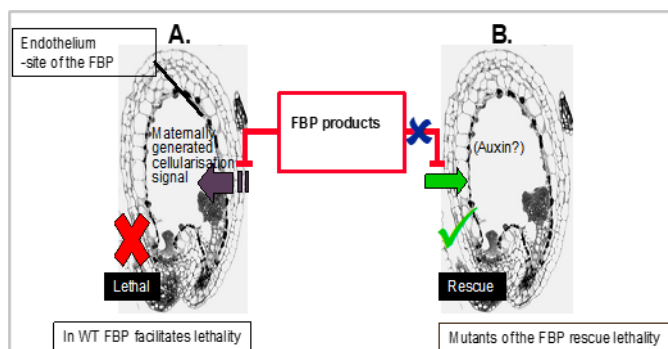 A.
B.
Endothelium
-site of the FBP
FBP products
Maternally
generated
cellularisation
signal
(Auxin?)
Lethal
Rescue
In WT FBP facilitates lethality
Mutants of the FBP rescue lethality